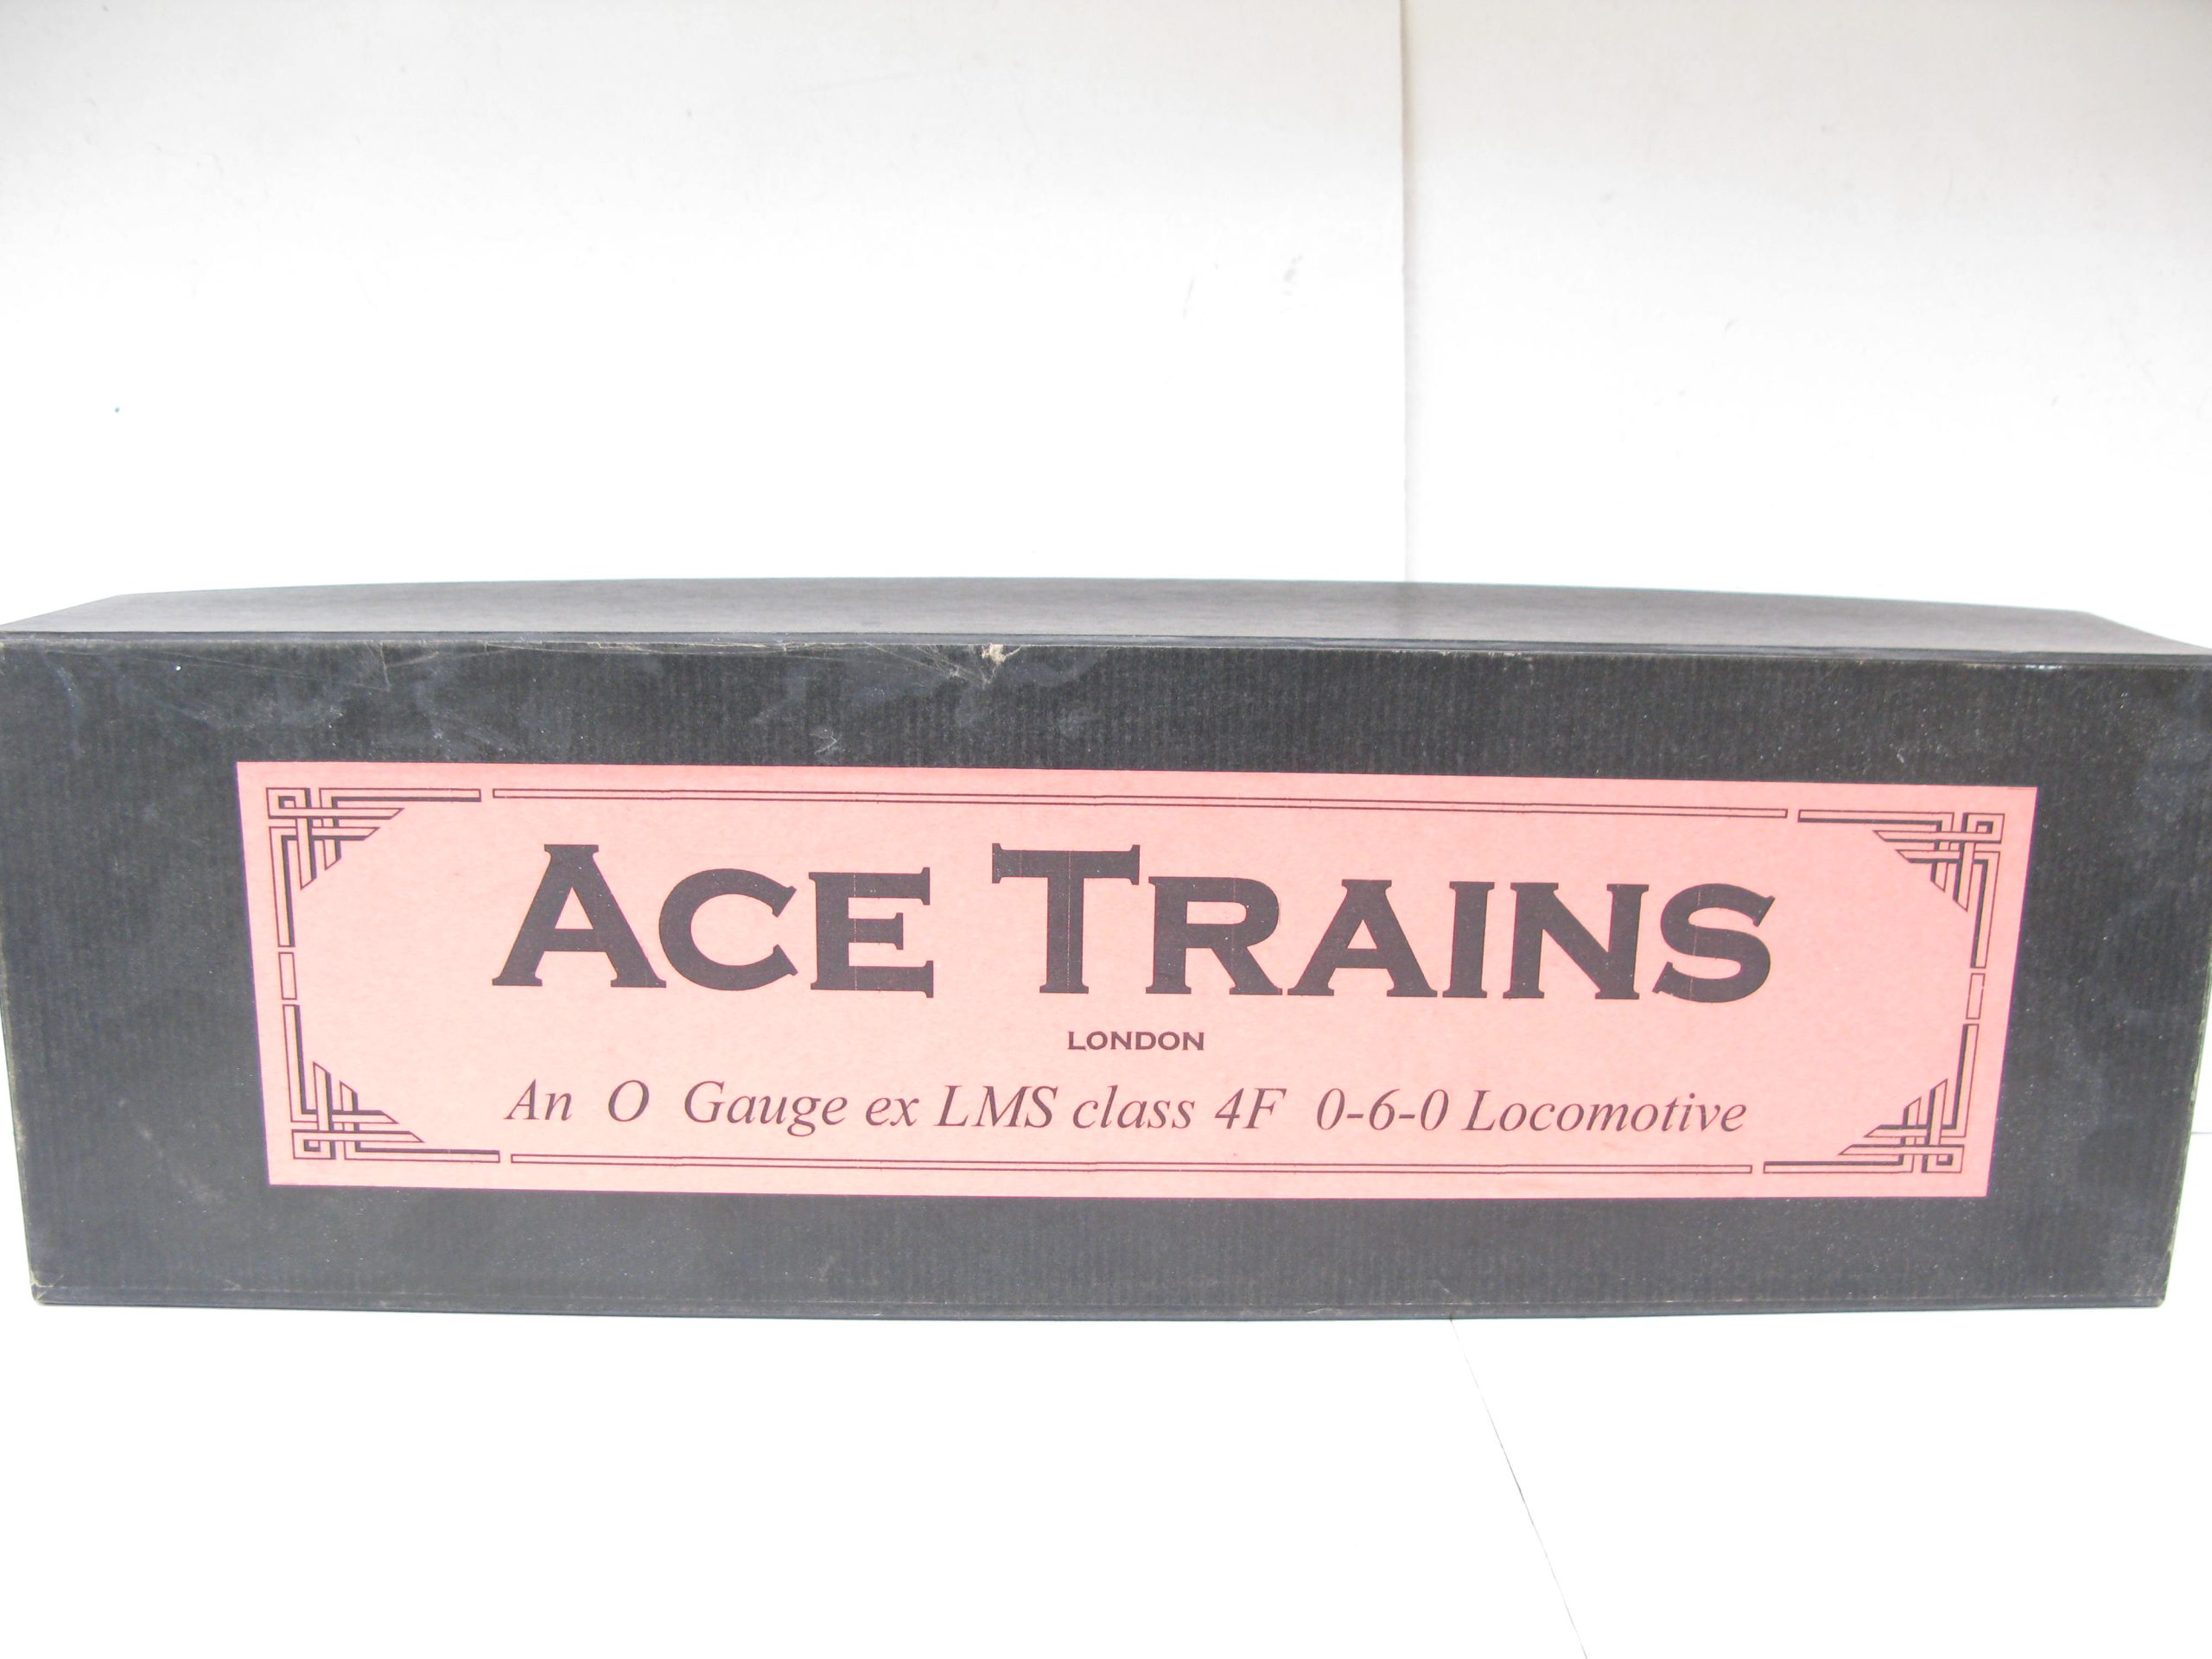 ACE TRAINS
LONDON
An O Gauge ex LMS class 4F 0-6-0 Locomotive